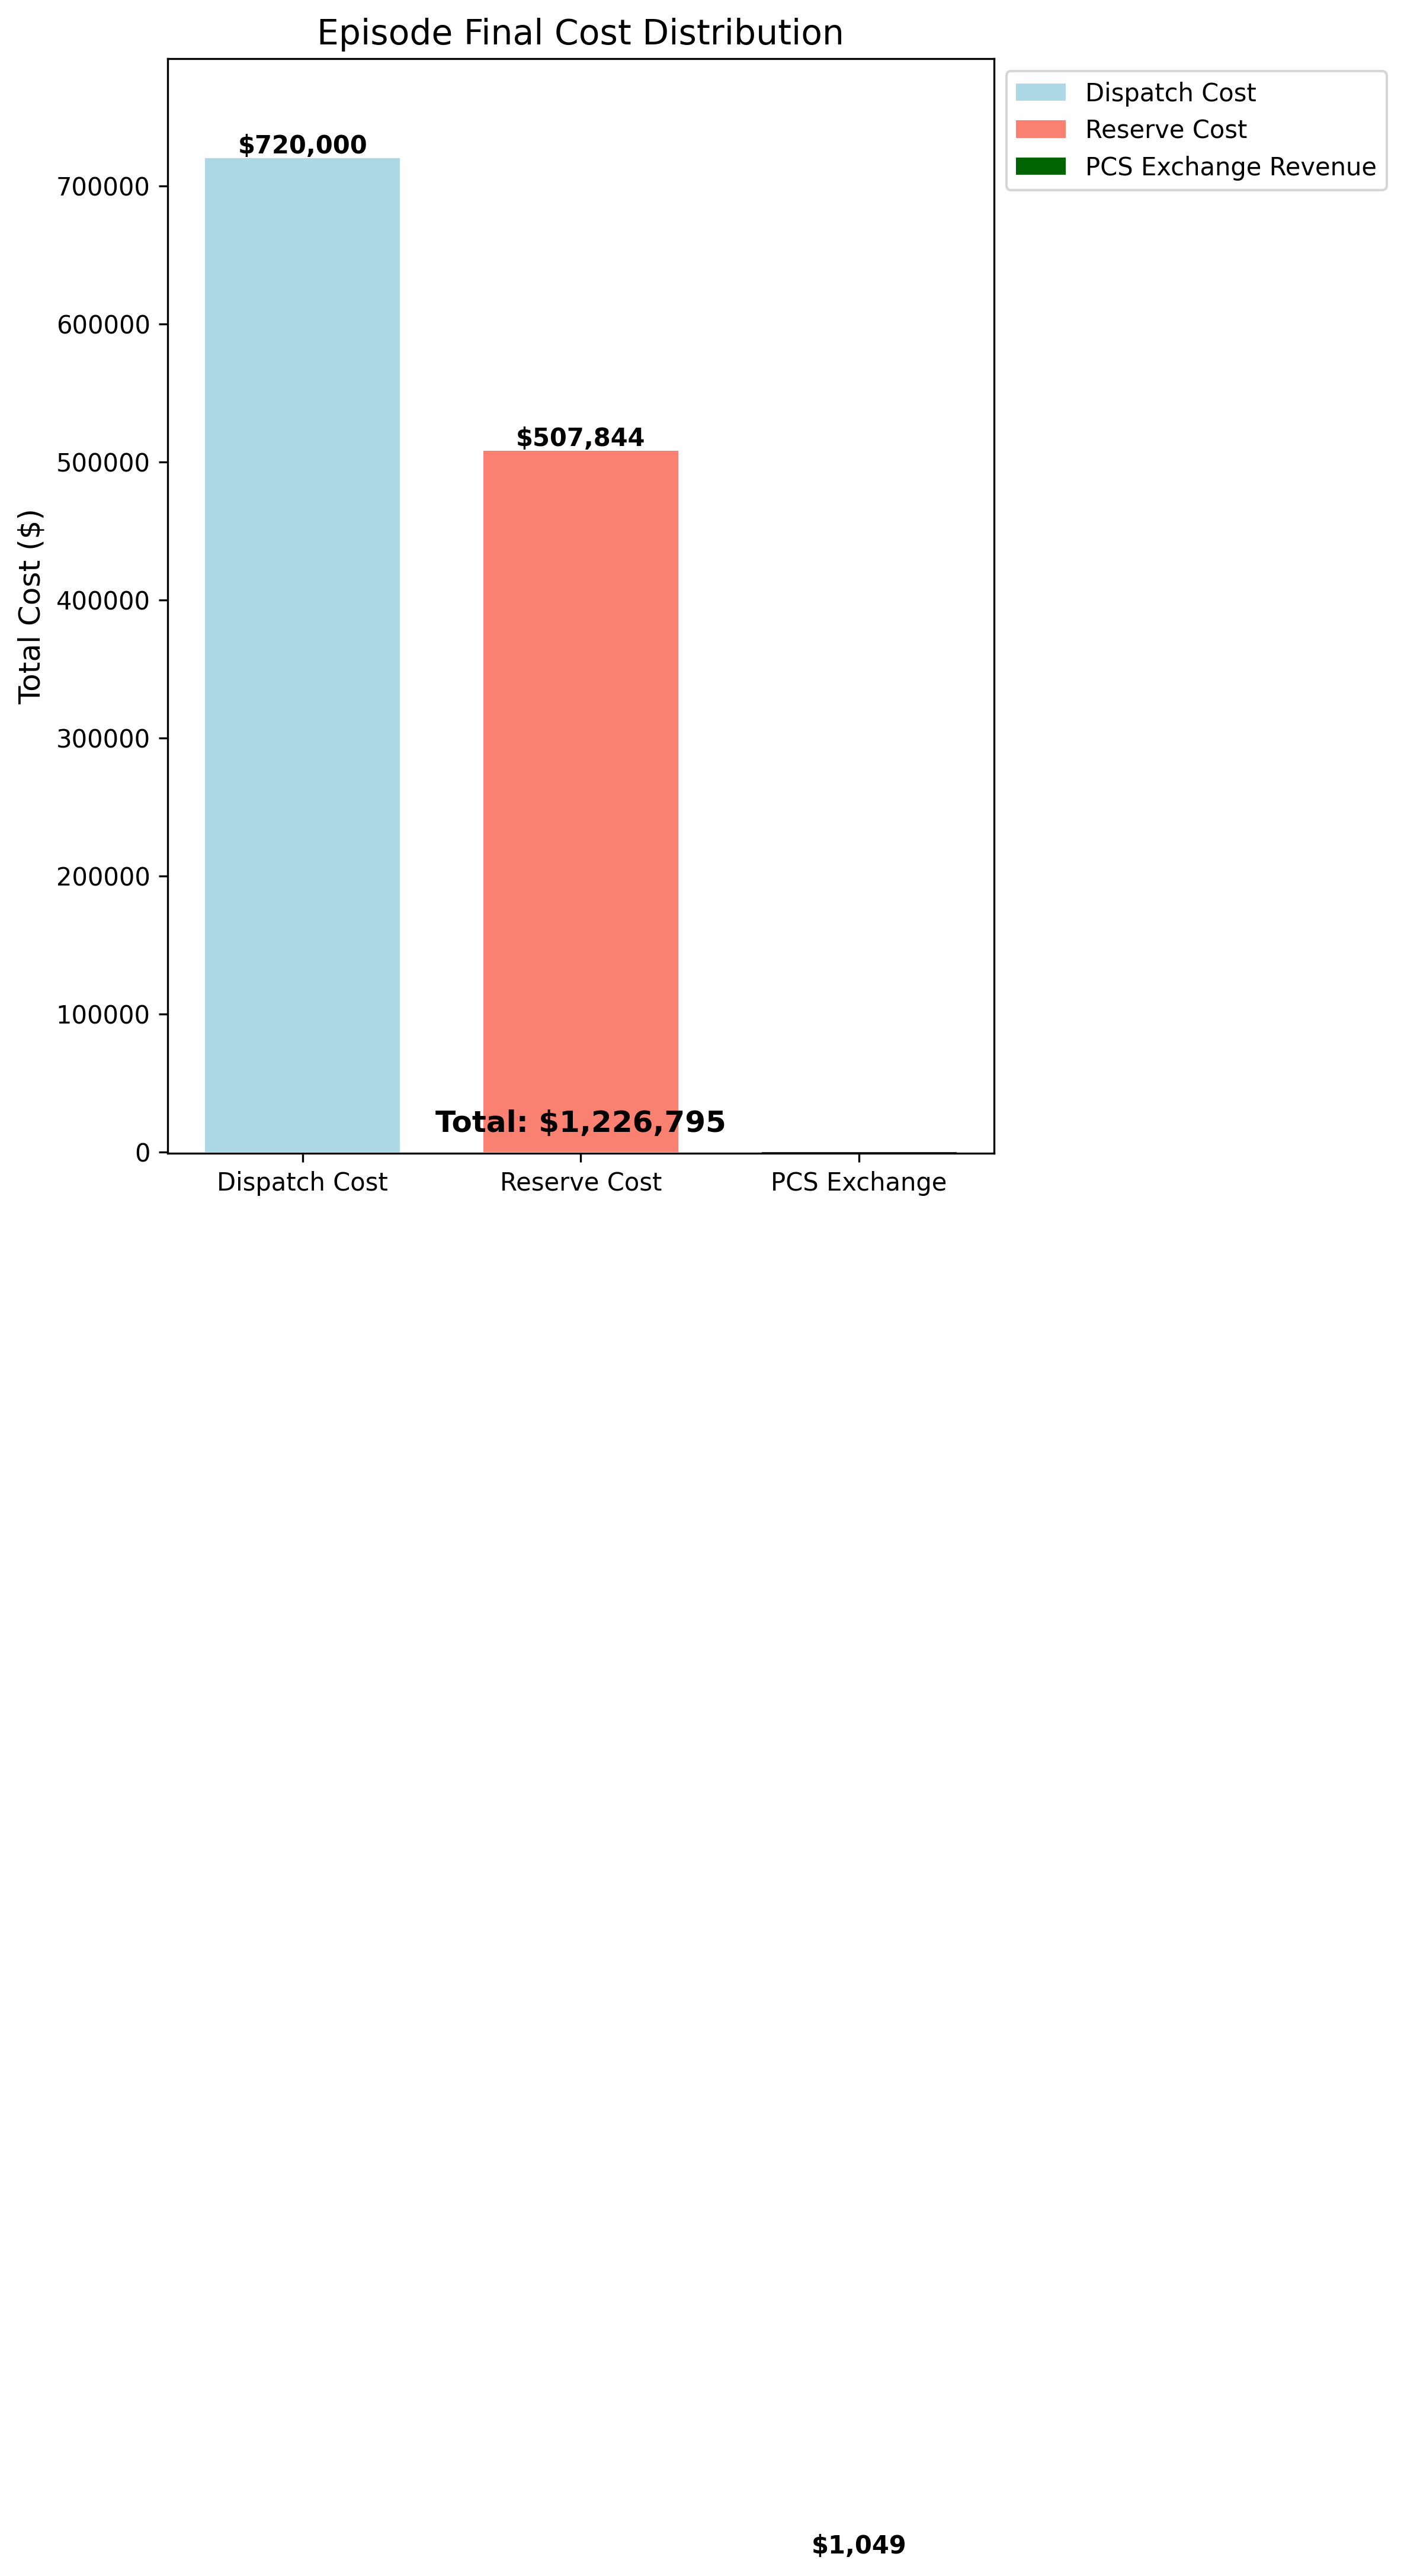 Episode Final Cost Distribution
Dispatch Cost
Reserve Cost
PCS Exchange Revenue
Total Cost ($)
700000
600000
500000
400000
300000
200000
100000
0
$720,000
$507,844
Total: $1,226,795
Dispatch Cost
Reserve Cost
PCS Exchange
$1,049